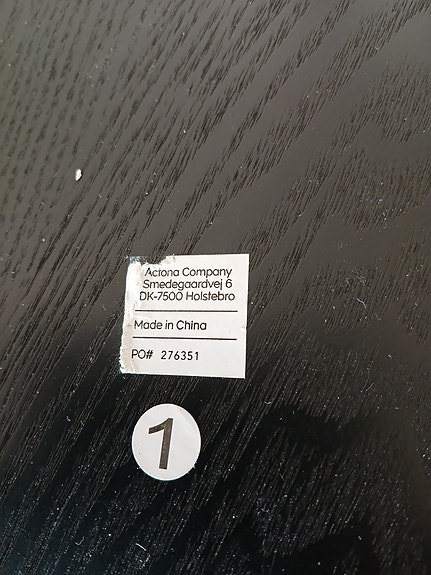 Actona Company
Smedegaardvej 6
DK-7500 Holstebro
Made in China
PO# 276351
1